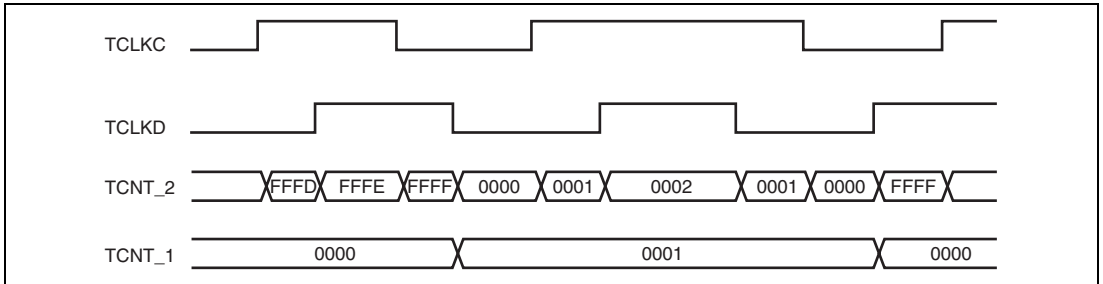 TCLKC
TCLKD
TCNT_2 FFFD FFFE FFFF 0000 0001 0002 0001 0000 FFFF
TCNT_1 0000 0001 0000